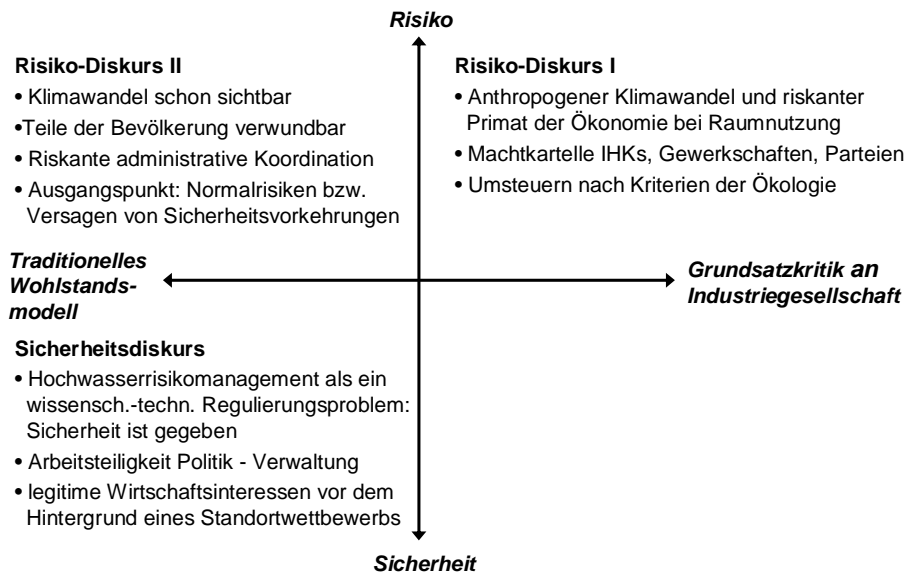 Risiko
Risiko-Diskurs II
• Klimawandel schon sichtbar
•Teile der Bevölkerung verwundbar
• Riskante administrative Koordination
• Ausgangspunkt: Normalrisiken bzw.
Versagen von Sicherheitsvorkehrungen
Risiko-Diskurs I
• Anthropogener Klimawandel und riskanter
Primat der Ökonomie bei Raumnutzung
• Machtkartelle IHKs, Gewerkschaften, Parteien
• Umsteuern nach Kriterien der Ökologie
Traditionelles
Wohlstands-
modell
Grundsatzkritik an
Industriegesellschaft
Sicherheitsdiskurs
• Hochwasserrisikomanagement als ein
wissensch.-techn. Regulierungsproblem:
Sicherheit ist gegeben
• Arbeitsteiligkeit Politik - Verwaltung
• legitime Wirtschaftsinteressen vor dem
Hintergrund eines Standortwettbewerbs
Sicherheit